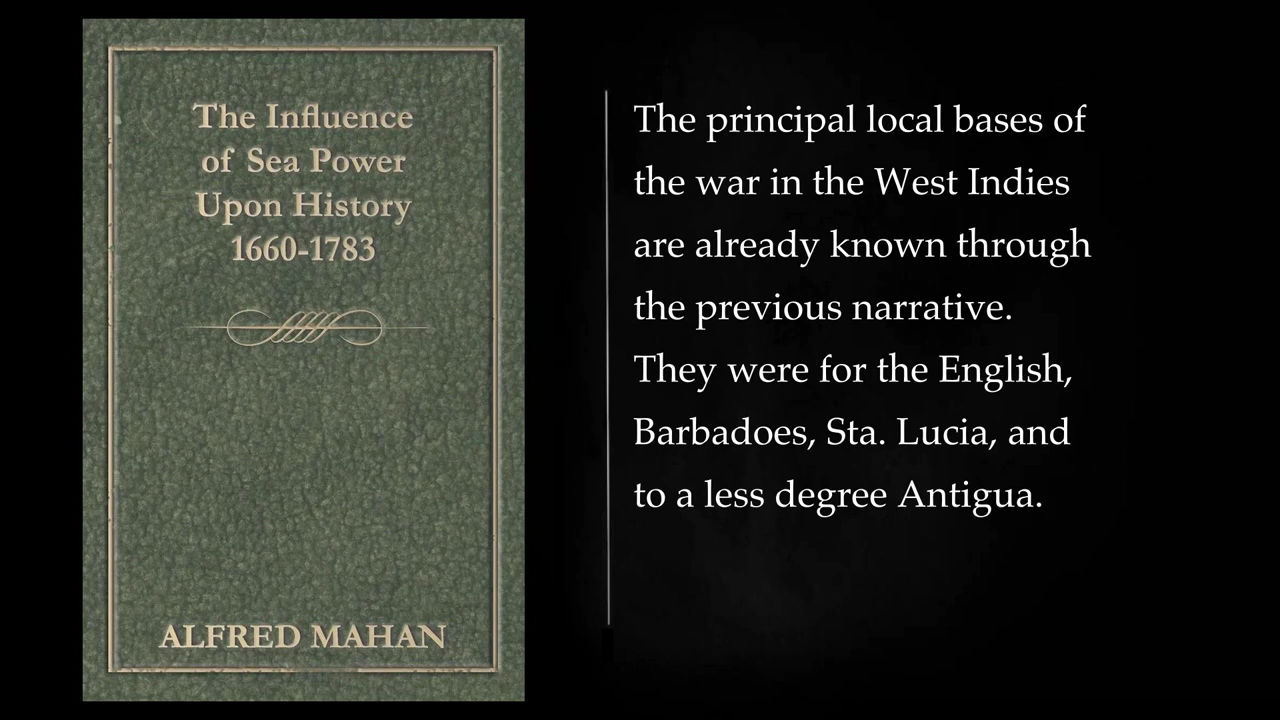 The Influence
of Sea Power
Upon History
1660-1783
ALFRED MAHAN
The principal local bases of
the war in the West Indies
are already known through
the previous narrative.
They were for the English,
Barbadoes, Sta. Lucia, and
to a less degree Antigua.